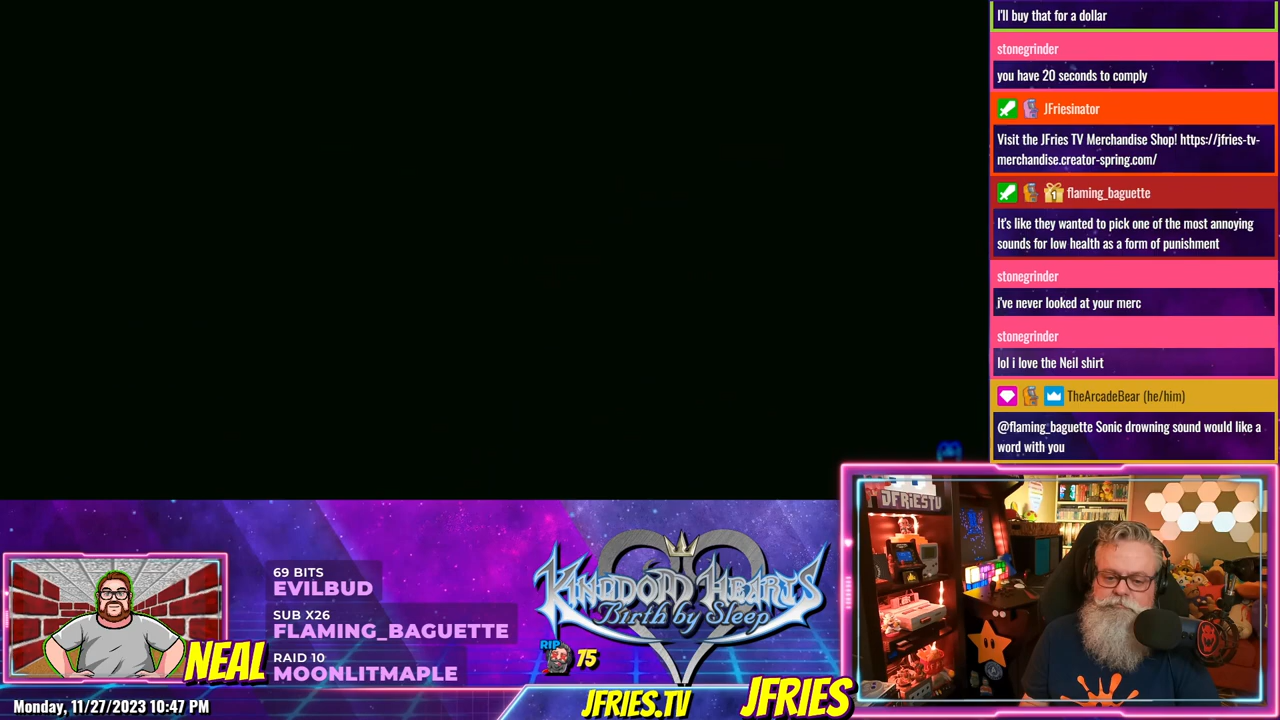 I'll buy that for a dollar
stonegrinder
you have 20 seconds to comply
JFriesinator
Visit the JFries TV Merchandise Shop! https://jfries-tv-
merchandise.creator-spring.com/
1
flaming_baguette
It's like they wanted to pick one of the most annoying
sounds for low health as a form of punishment
stonegrinder
i've never looked at your merc
stonegrinder
lol i love the Neil shirt
TheArcadeBear (he/him)
@flaming_baguette Sonic drowning sound would like a
word with you
JFRIESTV
NEAL
69 BITS
EVILBUD
SUB X26
FLAMING_BAGUETTE
RAID 10
MOONLITMAPLE
KINGDOM HEARTS
Birth by Sleep
RIP
75
JFRIES.TV
JFRIES
Monday, 11/27/2023 10:47 PM